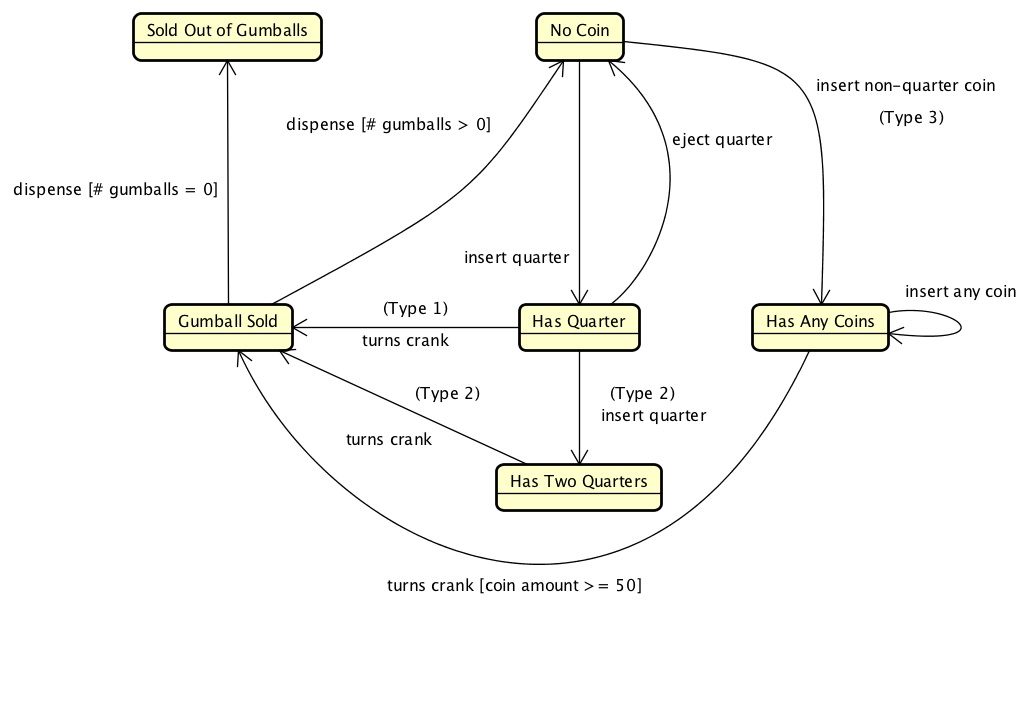 Sold Out of Gumballs
No Coin
insert non-quarter coin
(Type 3)
dispense [# gumballs > 0]
eject quarter
dispense [# gumballs = 0]
insert quarter
insert any coin
(Type 1)
Gumball Sold
Has Quarter
Has Any Coins
turns crank
(Type 2)
(Type 2)
insert quarter
turns crank
Has Two Quarters
turns crank [coin amount >= 50]